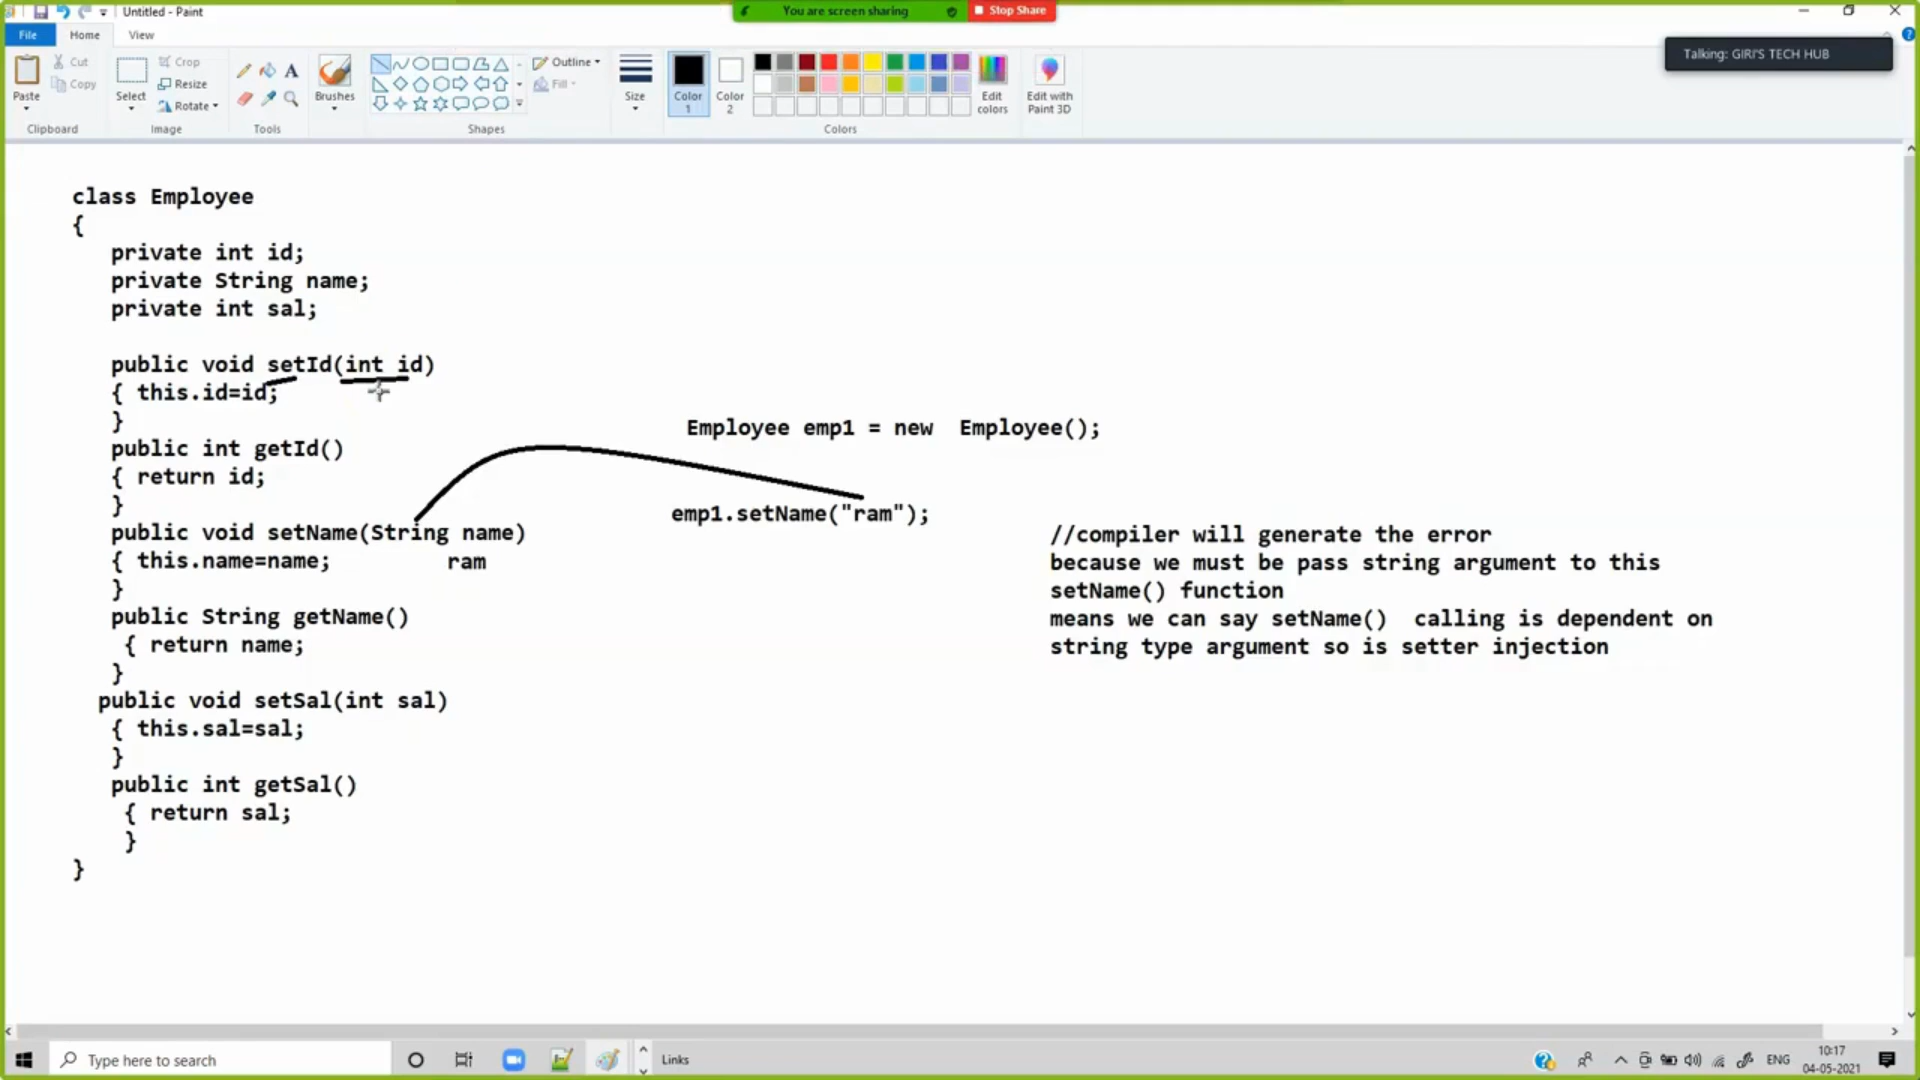 Untitled - Paint
You are screen sharing
Stop Share
File
Home
View
Talking: GIRI'S TECH HUB
Paste
Cut
Copy
Clipboard
Select
Crop
Resize
Rotate
Image
Tools
Brushes
Shapes
Outline
Fill
Size
Color 1
Color 2
Colors
Edit colors
Edit with Paint 3D
class Employee
{
private int id;
private String name;
private int sal;
public void setId(int id)
{ this.id=id;
}
public int getId()
{ return id;
}
public void setName(String name)
{ this.name=name; ram
}
public String getName()
{ return name;
}
public void setSal(int sal)
{ this.sal=sal;
}
public int getSal()
{ return sal;
}
}
Employee emp1 = new Employee();
emp1.setName("ram");
//compiler will generate the error
because we must be pass string argument to this
setName() function
means we can say setName() calling is dependent on
string type argument so is setter injection
Type here to search
Links
ENG
10:17
04-05-2021